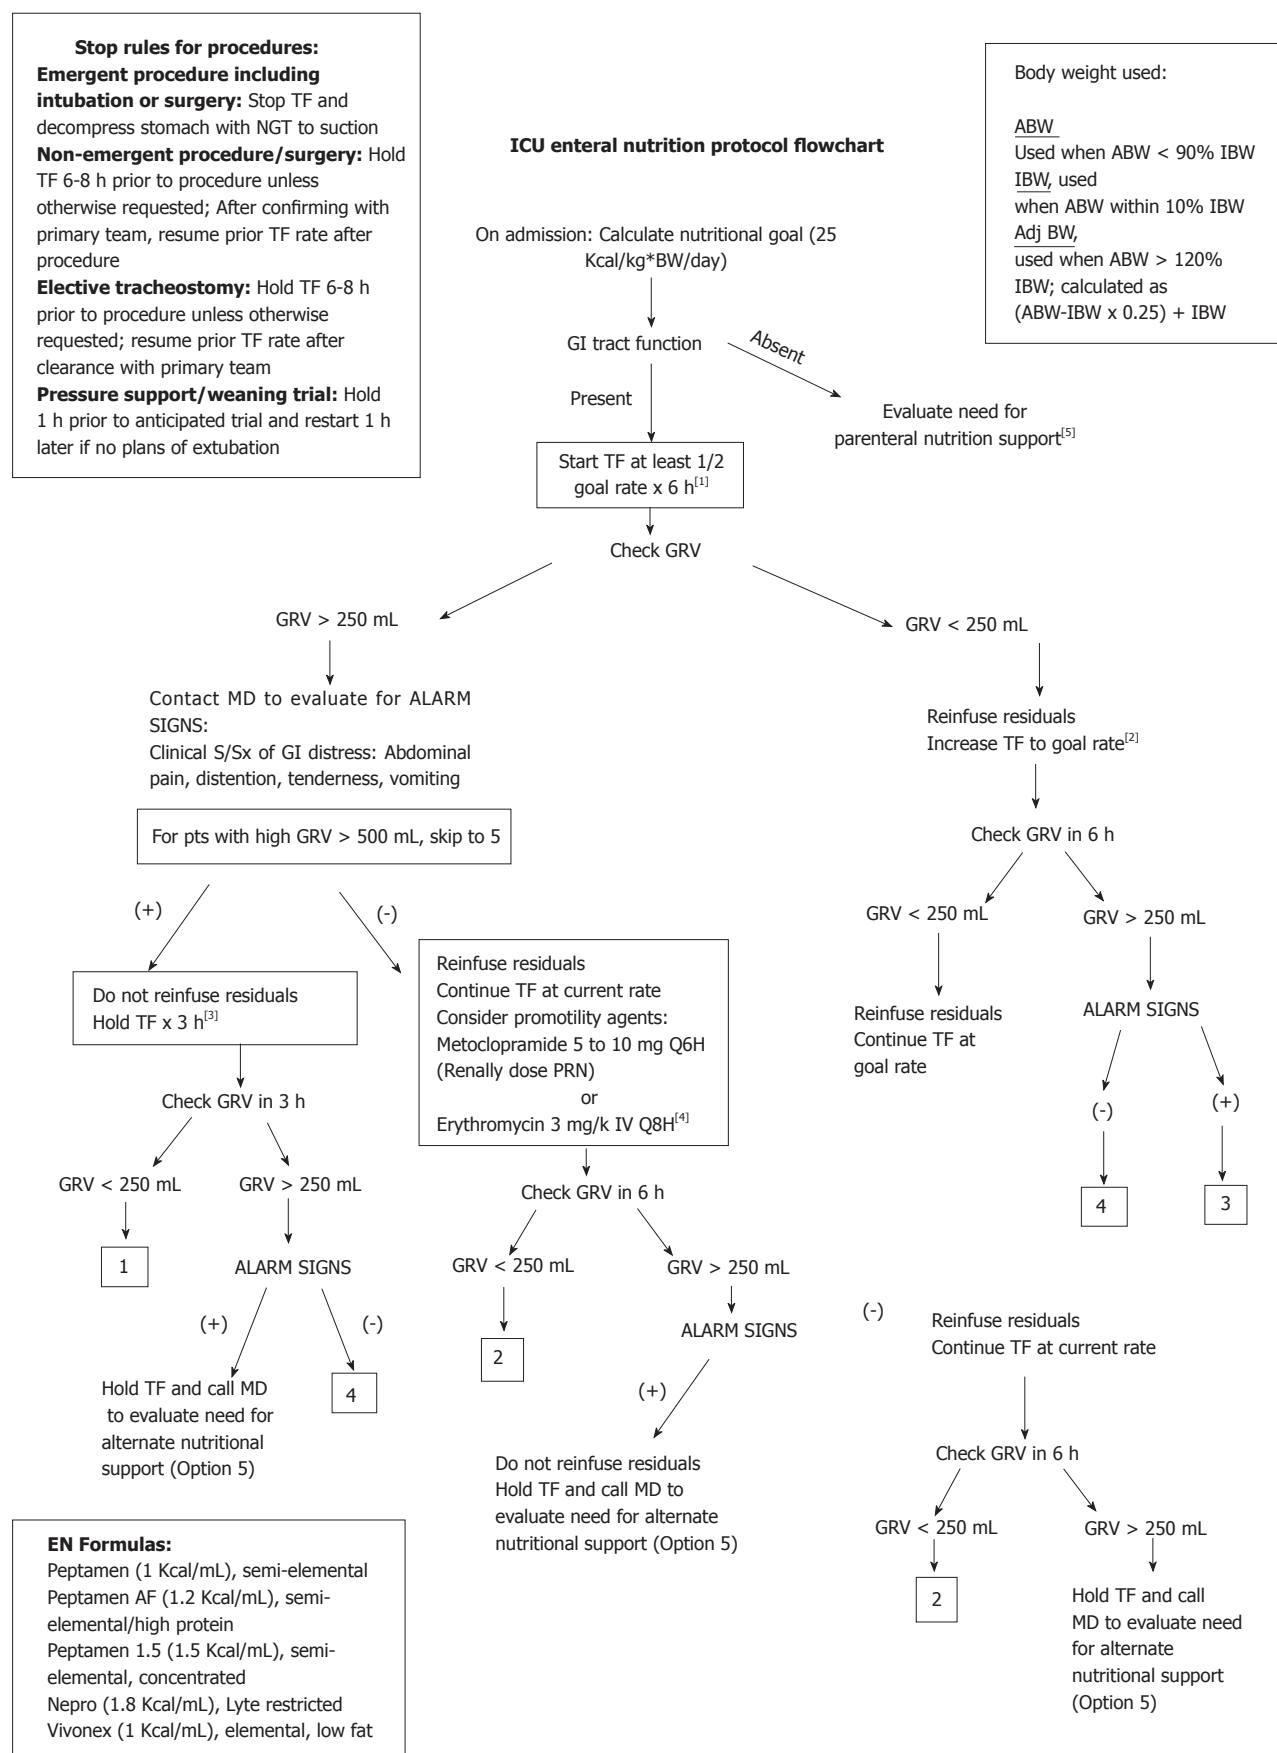 Stop rules for procedures:
Emergent procedure including
intubation or surgery: Stop TF and
decompress stomach with NGT to suction
Non-emergent procedure/surgery: Hold
TF 6-8 h prior to procedure unless
otherwise requested; After confirming with
primary team, resume prior TF rate after
procedure
Elective tracheostomy: Hold TF 6-8 h
prior to procedure unless otherwise
requested; resume prior TF rate after
clearance with primary team
Pressure support/weaning trial: Hold
1 h prior to anticipated trial and restart 1 h
later if no plans of extubation
ICU enteral nutrition protocol flowchart
Body weight used:
ABW
Used when ABW < 90% IBW
IBW, used
when ABW within 10% IBW
Adj BW,
used when ABW > 120%
IBW; calculated as
(ABW-IBW x 0.25) + IBW
On admission: Calculate nutritional goal (25
Kcal/kg*BW/day)
GI tract function
Absent
Present
Evaluate need for
parenteral nutrition support[5]
Start TF at least 1/2
goal rate x 6 h[1]
Check GRV
GRV > 250 mL
GRV < 250 mL
Contact MD to evaluate for ALARM
SIGNS:
Clinical S/Sx of GI distress: Abdominal
pain, distention, tenderness, vomiting
For pts with high GRV > 500 mL, skip to 5
(+)
(-)
Do not reinfuse residuals
Hold TF x 3 h[3]
Check GRV in 3 h
GRV < 250 mL
GRV > 250 mL
1
ALARM SIGNS
(+)
(-)
Hold TF and call MD
to evaluate need for
alternate nutritional
support (Option 5)
4
Reinfuse residuals
Continue TF at current rate
Consider promotility agents:
Metoclopramide 5 to 10 mg Q6H
(Renally dose PRN)
or
Erythromycin 3 mg/k IV Q8H[4]
Check GRV in 6 h
GRV < 250 mL
GRV > 250 mL
2
ALARM SIGNS
(+)
Do not reinfuse residuals
Hold TF and call MD to
evaluate need for alternate
nutritional support (Option 5)
Reinfuse residuals
Increase TF to goal rate[2]
Check GRV in 6 h
GRV < 250 mL
GRV > 250 mL
Reinfuse residuals
Continue TF at
goal rate
ALARM SIGNS
(-)
(+)
4
3
(-)
Reinfuse residuals
Continue TF at current rate
Check GRV in 6 h
GRV < 250 mL
GRV > 250 mL
2
Hold TF and call
MD to evaluate need
for alternate
nutritional support
(Option 5)
EN Formulas:
Peptamen (1 Kcal/mL), semi-elemental
Peptamen AF (1.2 Kcal/mL), semi-
elemental/high protein
Peptamen 1.5 (1.5 Kcal/mL), semi-
elemental, concentrated
Nepro (1.8 Kcal/mL), Lyte restricted
Vivonex (1 Kcal/mL), elemental, low fat